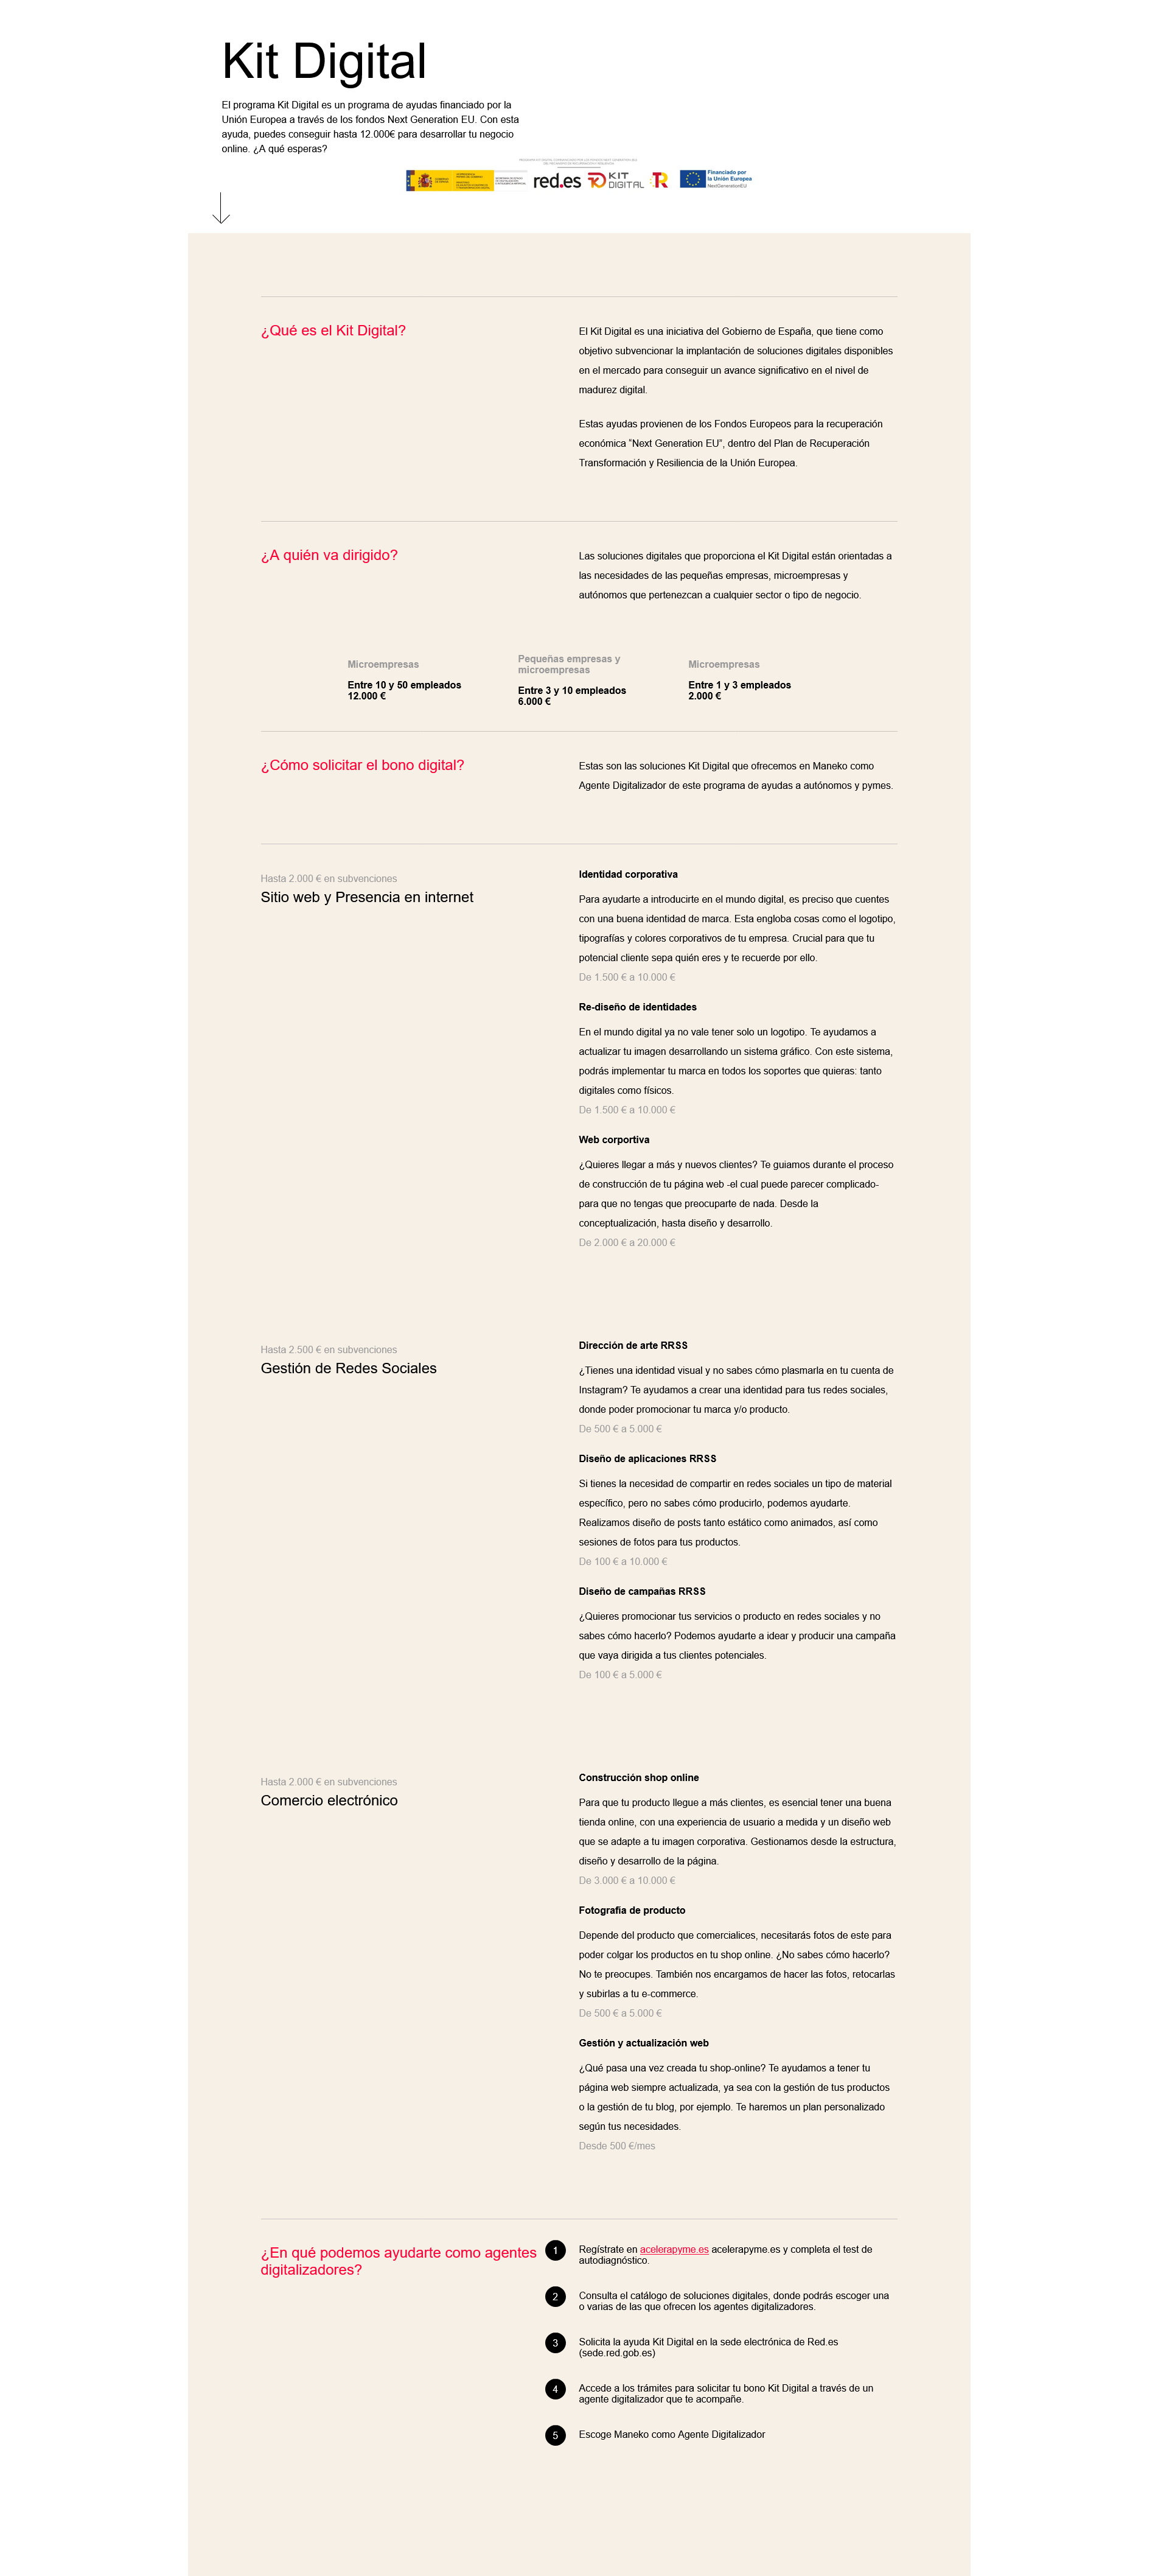 Kit Digital
El programa Kit Digital es un programa de ayudas financiado por la
Unión Europea a través de los fondos Next Generation EU. Con esta
ayuda, puedes conseguir hasta 12.000€ para desarrollar tu negocio
online. ¿A qué esperas?
red.es
KIT
DIGITAL
Financiado por
la Unión Europea
NextGenerationEU
¿Qué es el Kit Digital?
El Kit Digital es una iniciativa del Gobierno de España, que tiene como
objetivo subvencionar la implantación de soluciones digitales disponibles
en el mercado para conseguir un avance significativo en el nivel de
madurez digital.
Estas ayudas provienen de los Fondos Europeos para la recuperación
económica “Next Generation EU”, dentro del Plan de Recuperación
Transformación y Resiliencia de la Unión Europea.
¿A quién va dirigido?
Las soluciones digitales que proporciona el Kit Digital están orientadas a
las necesidades de las pequeñas empresas, microempresas y
autónomos que pertenezcan a cualquier sector o tipo de negocio.
Microempresas
Entre 10 y 50 empleados
12.000 €
Pequeñas empresas y
microempresas
Entre 3 y 10 empleados
6.000 €
Microempresas
Entre 1 y 3 empleados
2.000 €
¿Cómo solicitar el bono digital?
Estas son las soluciones Kit Digital que ofrecemos en Maneko como
Agente Digitalizador de este programa de ayudas a autónomos y pymes.
Hasta 2.000 € en subvenciones
Sitio web y Presencia en internet
Identidad corporativa
Para ayudarte a introducirte en el mundo digital, es preciso que cuentes
con una buena identidad de marca. Esta engloba cosas como el logotipo,
tipografías y colores corporativos de tu empresa. Crucial para que tu
potencial cliente sepa quién eres y te recuerde por ello.
De 1.500 € a 10.000 €
Re-diseño de identidades
En el mundo digital ya no vale tener solo un logotipo. Te ayudamos a
actualizar tu imagen desarrollando un sistema gráfico. Con este sistema,
podrás implementar tu marca en todos los soportes que quieras: tanto
digitales como físicos.
De 1.500 € a 10.000 €
Web corportiva
¿Quieres llegar a más y nuevos clientes? Te guiamos durante el proceso
de construcción de tu página web -el cual puede parecer complicado-
para que no tengas que preocuparte de nada. Desde la
conceptualización, hasta diseño y desarrollo.
De 2.000 € a 20.000 €
Hasta 2.500 € en subvenciones
Gestión de Redes Sociales
Dirección de arte RRSS
¿Tienes una identidad visual y no sabes cómo plasmarla en tu cuenta de
Instagram? Te ayudamos a crear una identidad para tus redes sociales,
donde poder promocionar tu marca y/o producto.
De 500 € a 5.000 €
Diseño de aplicaciones RRSS
Si tienes la necesidad de compartir en redes sociales un tipo de material
específico, pero no sabes cómo producirlo, podemos ayudarte.
Realizamos diseño de posts tanto estático como animados, así como
sesiones de fotos para tus productos.
De 100 € a 10.000 €
Diseño de campañas RRSS
¿Quieres promocionar tus servicios o producto en redes sociales y no
sabes cómo hacerlo? Podemos ayudarte a idear y producir una campaña
que vaya dirigida a tus clientes potenciales.
De 100 € a 5.000 €
Hasta 2.000 € en subvenciones
Comercio electrónico
Construcción shop online
Para que tu producto llegue a más clientes, es esencial tener una buena
tienda online, con una experiencia de usuario a medida y un diseño web
que se adapte a tu imagen corporativa. Gestionamos desde la estructura,
diseño y desarrollo de la página.
De 3.000 € a 10.000 €
Fotografía de producto
Depende del producto que comercialices, necesitarás fotos de este para
poder colgar los productos en tu shop online. ¿No sabes cómo hacerlo?
No te preocupes. También nos encargamos de hacer las fotos, retocarlas
y subirlas a tu e-commerce.
De 500 € a 5.000 €
Gestión y actualización web
¿Qué pasa una vez creada tu shop-online? Te ayudamos a tener tu
página web siempre actualizada, ya sea con la gestión de tus productos
o la gestión de tu blog, por ejemplo. Te haremos un plan personalizado
según tus necesidades.
Desde 500 €/mes
¿En qué podemos ayudarte como agentes
digitalizadores?
1 Regístrate en acelerapyme.es acelerapyme.es y completa el test de
autodiagnóstico.
2 Consulta el catálogo de soluciones digitales, donde podrás escoger una
o varias de las que ofrecen los agentes digitalizadores.
3 Solicita la ayuda Kit Digital en la sede electrónica de Red.es
(sede.red.gob.es)
4 Accede a los trámites para solicitar tu bono Kit Digital a través de un
agente digitalizador que te acompañe.
5 Escoge Maneko como Agente Digitalizador